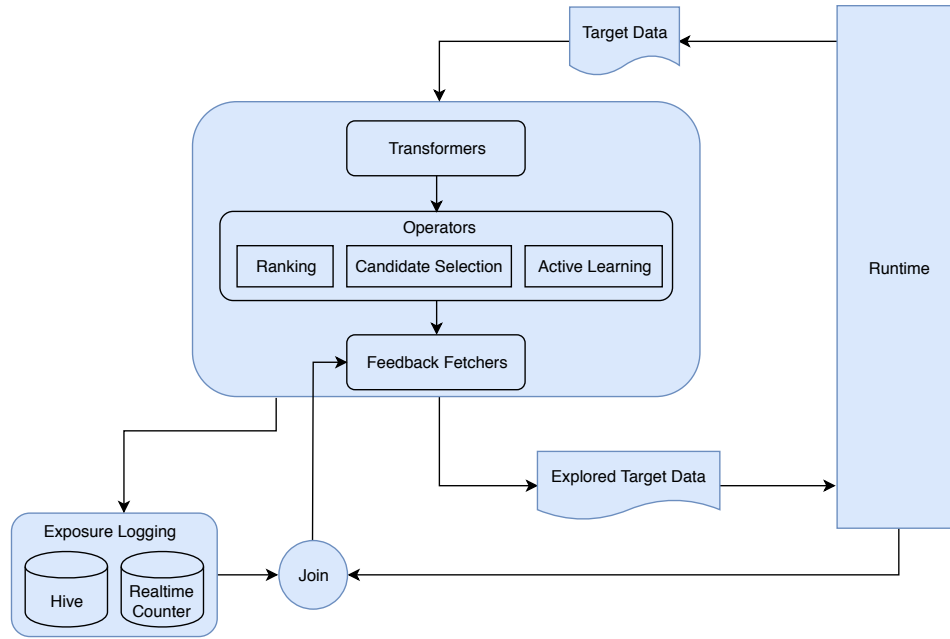 Target Data
Transformers
Operators
Ranking
Candidate Selection
Active Learning
Runtime
Feedback Fetchers
Explored Target Data
Exposure Logging
Hive
Realtime
Counter
Join